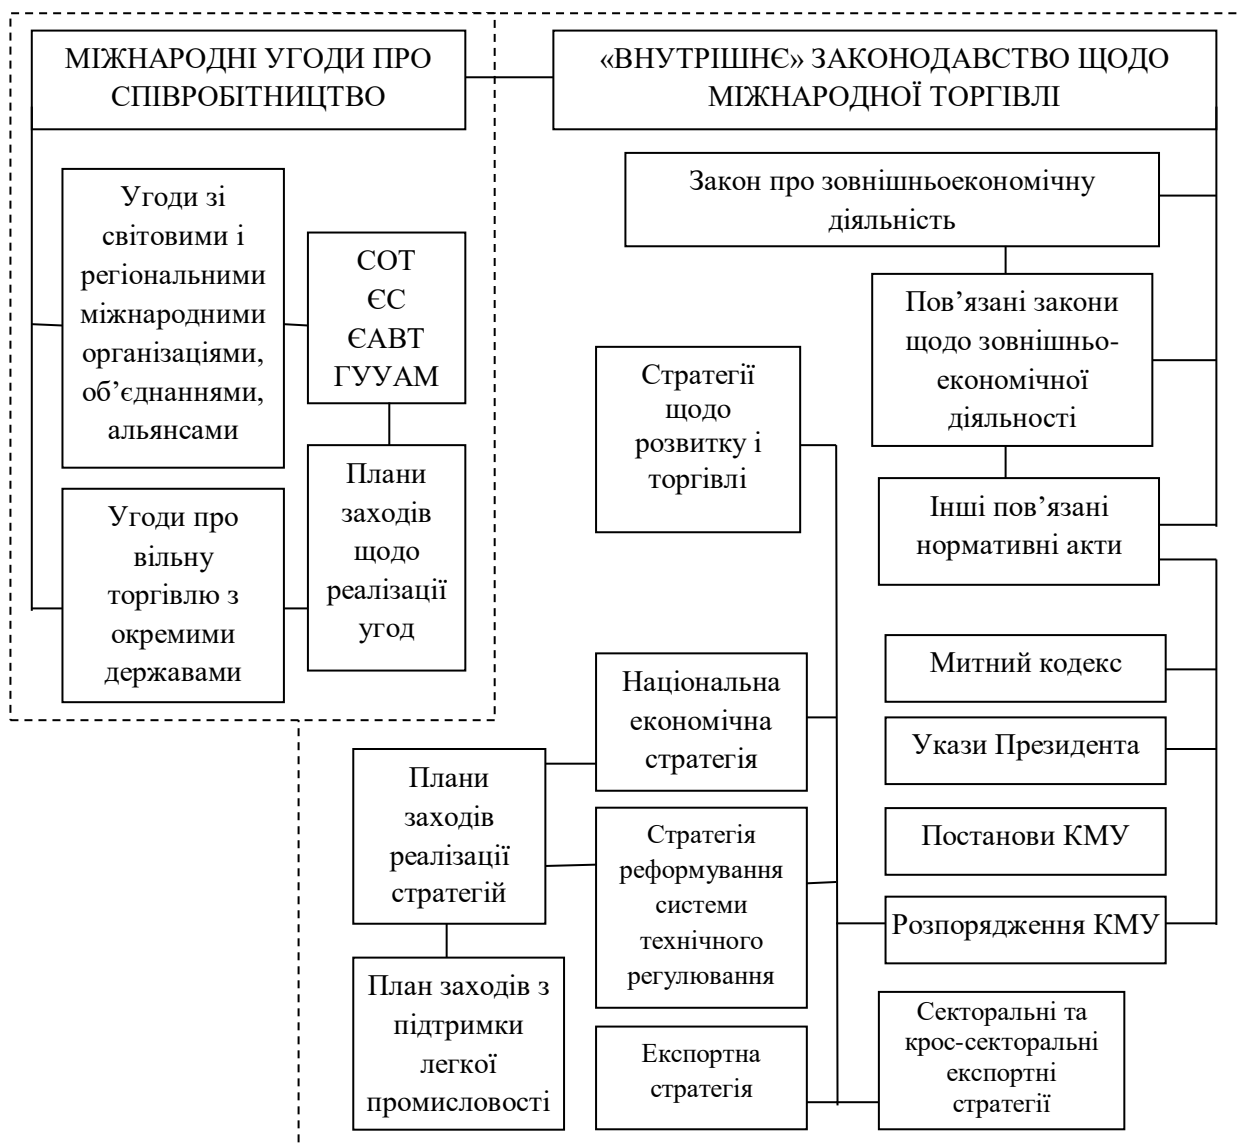 МІЖНАРОДНІ УГОДИ ПРО
СПІВРОБІТНИЦТВО
«ВНУТРІШНЄ» ЗАКОНОДАВСТВО ЩОДО
МІЖНАРОДНОЇ ТОРГІВЛІ
Угоди зі
світовими і
регіональними
міжнародними
організаціями,
об’єднаннями,
альянсами
СОТ
ЄС
ЄАВТ
ГУУАМ
Угоди про
вільну
торгівлю з
окремими
державами
Плани
заходів
щодо
реалізації
угод
Закон про зовнішньоекономічну
діяльність
Пов’язані закони
щодо зовнішньо-
економічної
діяльності
Стратегії
щодо
розвитку і
торгівлі
Інші пов’язані
нормативні акти
Національна
економічна
стратегія
Митний кодекс
Укази Президента
Плани
заходів
реалізації
стратегій
Стратегія
реформування
системи
технічного
регулювання
Постанови КМУ
Розпорядження КМУ
План заходів з
підтримки
легкої
промисловості
Експортна
стратегія
Секторальні та
крос-секторальні
експортні
стратегії